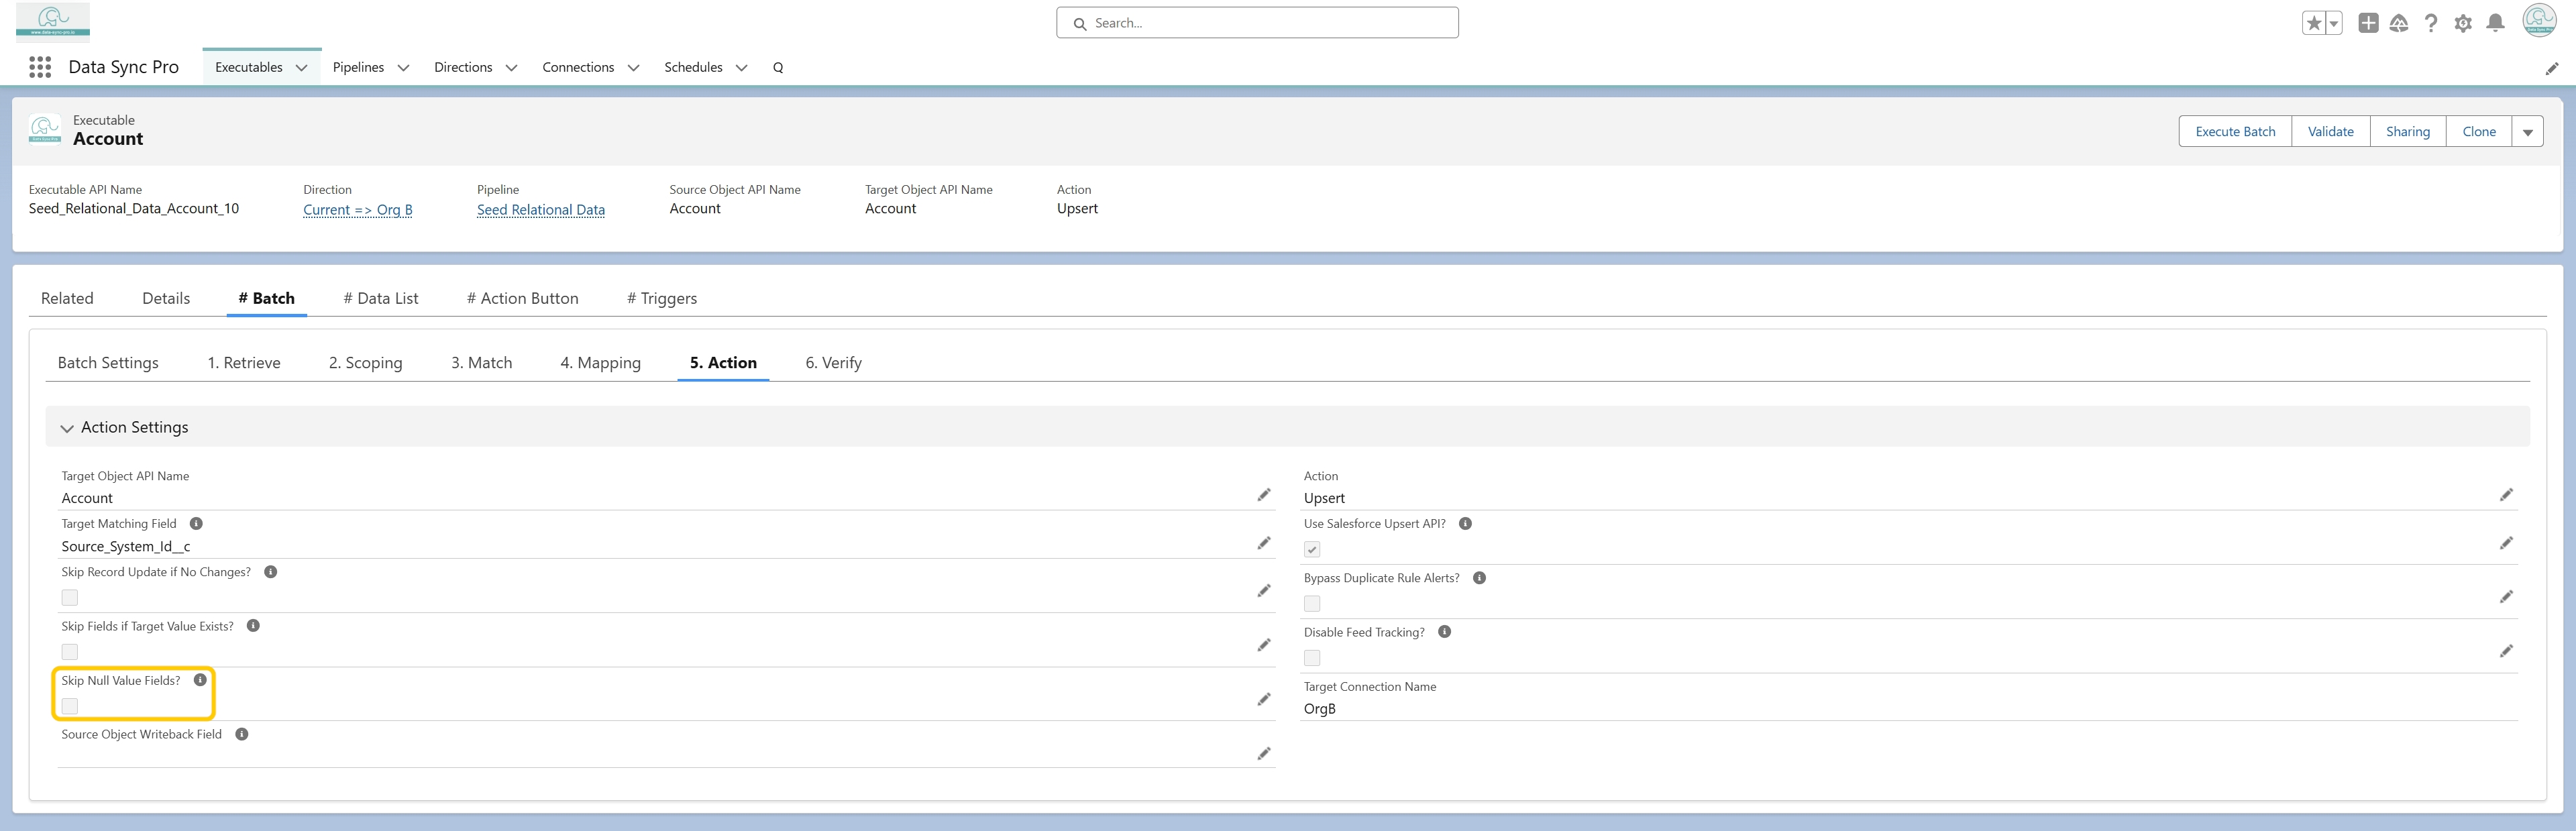 www.data-sync-pro.io
Search...
Data Sync Pro
Executables
Pipelines
Directions
Connections
Schedules
Q
Executable
Account
Execute Batch
Validate
Sharing
Clone
Executable API Name
Seed_Relational_Data_Account_10
Direction
Current => Org B
Pipeline
Seed Relational Data
Source Object API Name
Account
Target Object API Name
Account
Action
Upsert
Related
Details
# Batch
# Data List
# Action Button
# Triggers
Batch Settings
1. Retrieve
2. Scoping
3. Match
4. Mapping
5. Action
6. Verify
Action Settings
Target Object API Name
Account
Action
Upsert
Target Matching Field
Source_System_Id__c
Use Salesforce Upsert API?
Skip Record Update if No Changes?
Bypass Duplicate Rule Alerts?
Skip Fields if Target Value Exists?
Disable Feed Tracking?
Skip Null Value Fields?
Target Connection Name
OrgB
Source Object Writeback Field